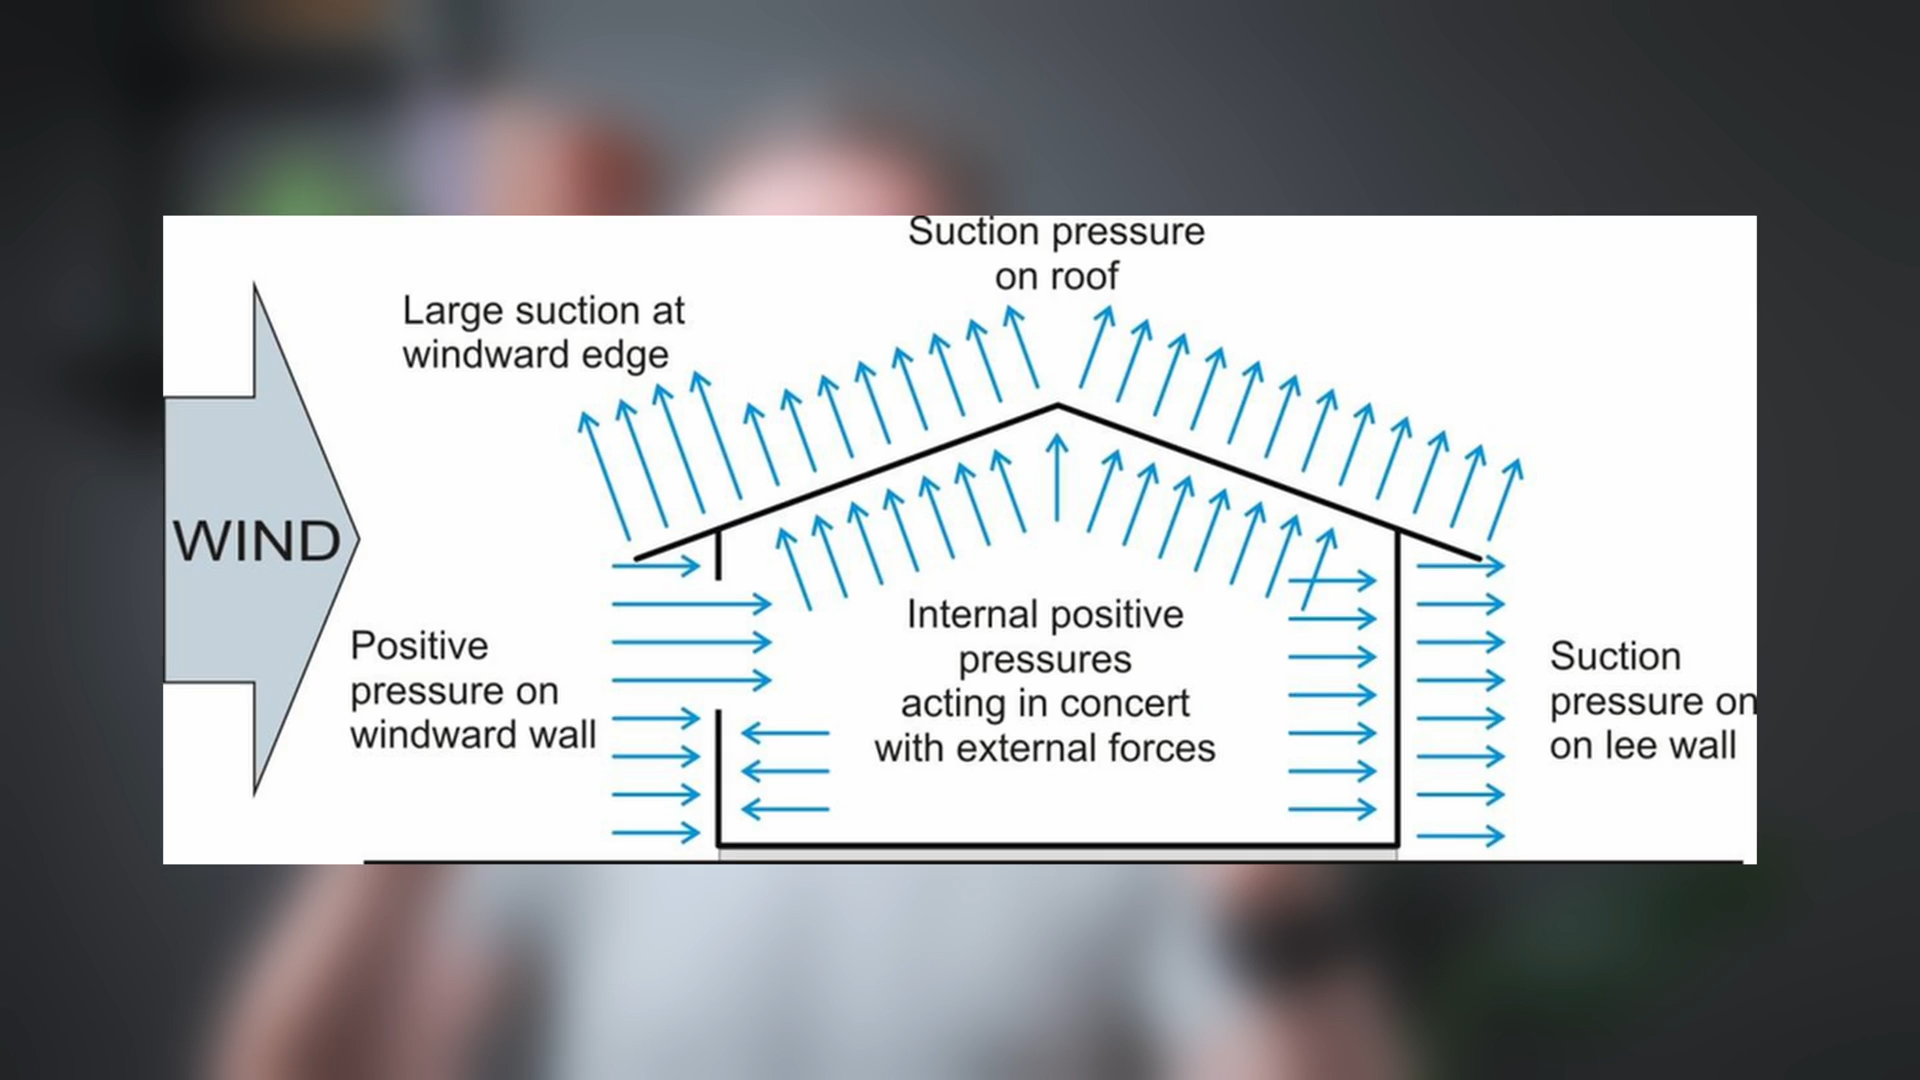 Suction pressure
on roof
Large suction at
windward edge
WIND
Positive
pressure on
windward wall
Internal positive
pressures
acting in concert
with external forces
Suction
pressure on
on lee wall